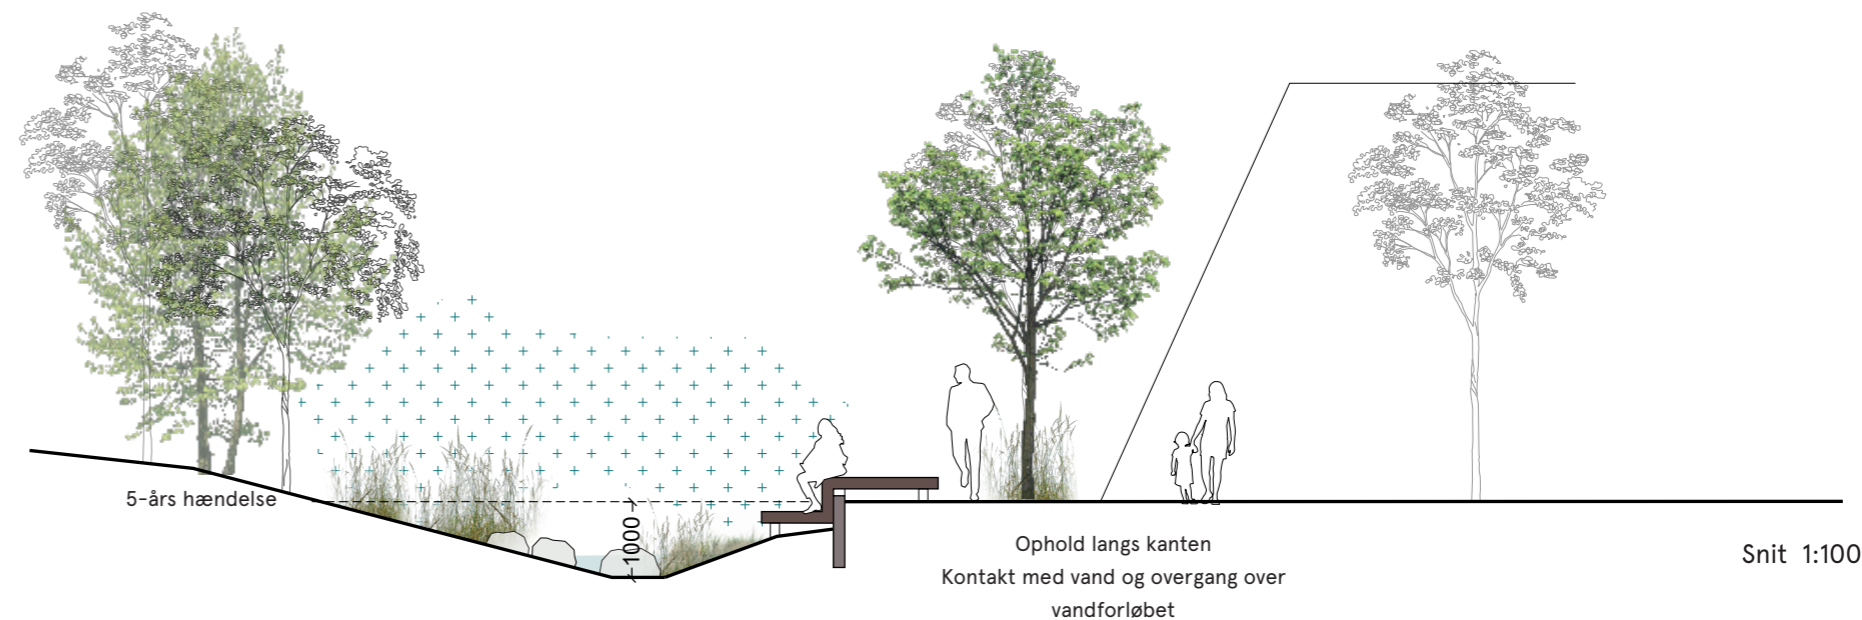 5-års hændelse
1000
Ophold langs kanten
Kontakt med vand og overgang over
vandforløbet
Snit 1:100